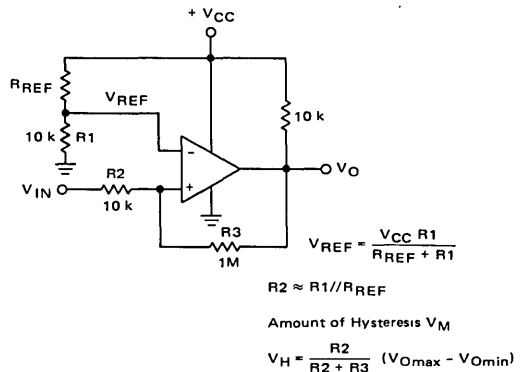 + VCC
RREF
VREF
10 k R1
10 k
-
+
VO
VIN
R2
10 k
R3
1M
VREF = VCC R1 / RREF + R1
R2 ≈ R1//RREF
Amount of Hysteresis VM
VH = R2 / R2 + R3 (VOmax - VOmin)